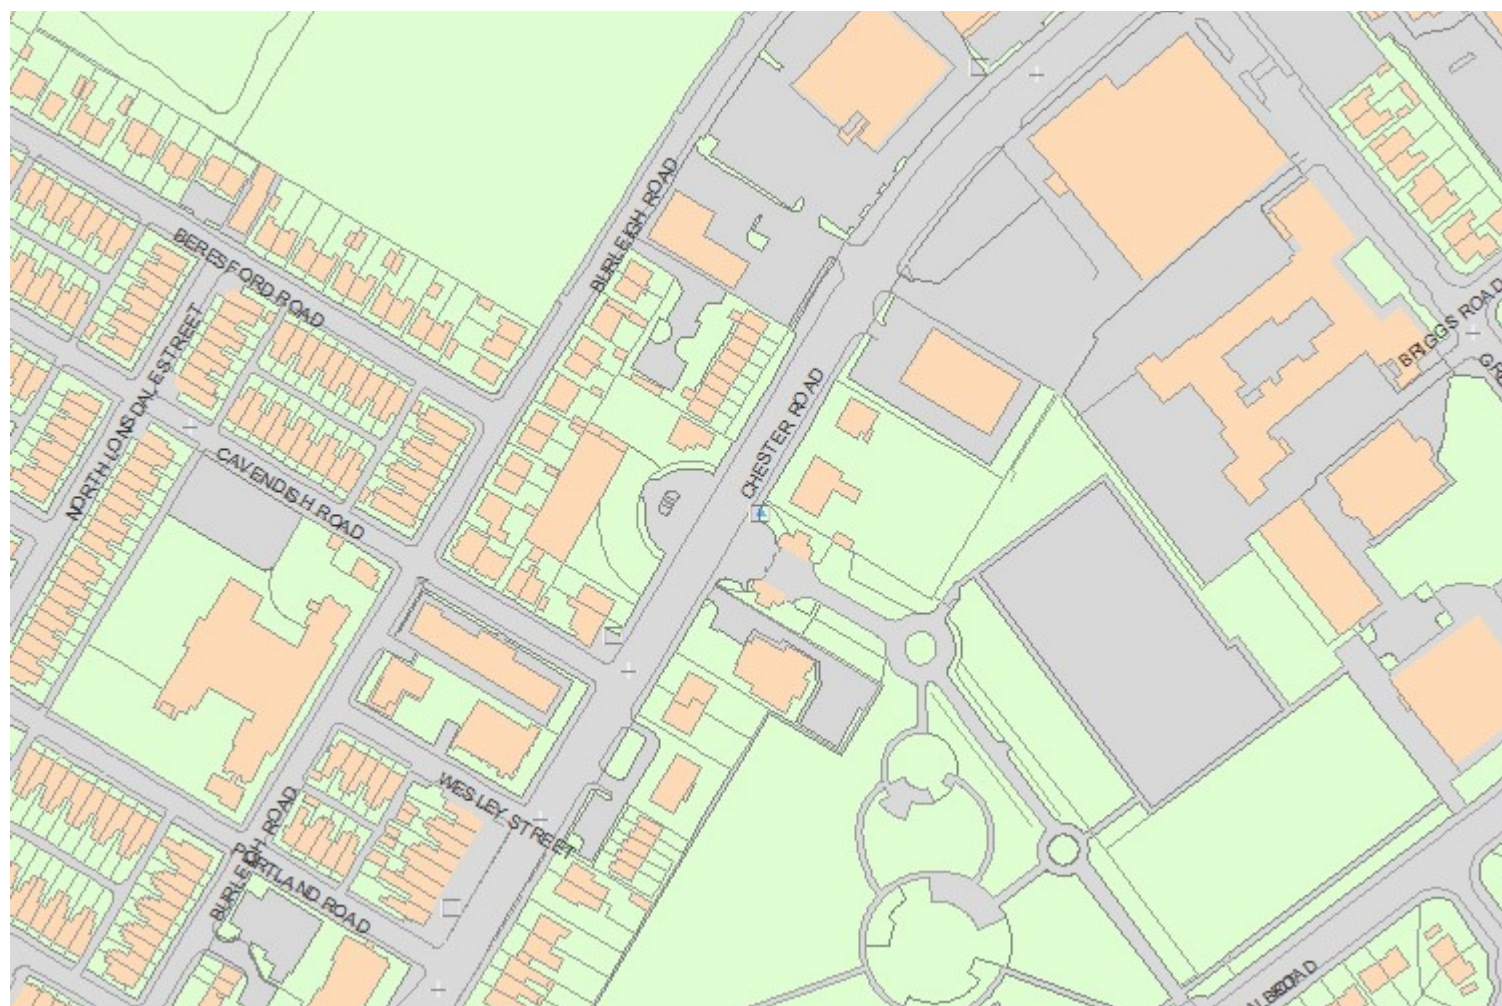 BURLEIGH ROAD
BERESFORD ROAD
BRIGGS ROAD
NORTH LONSDALE STREET
CHESTER ROAD
CAVENDISH ROAD
WESLEY STREET
BURLEIGH ROAD
PORTLAND ROAD